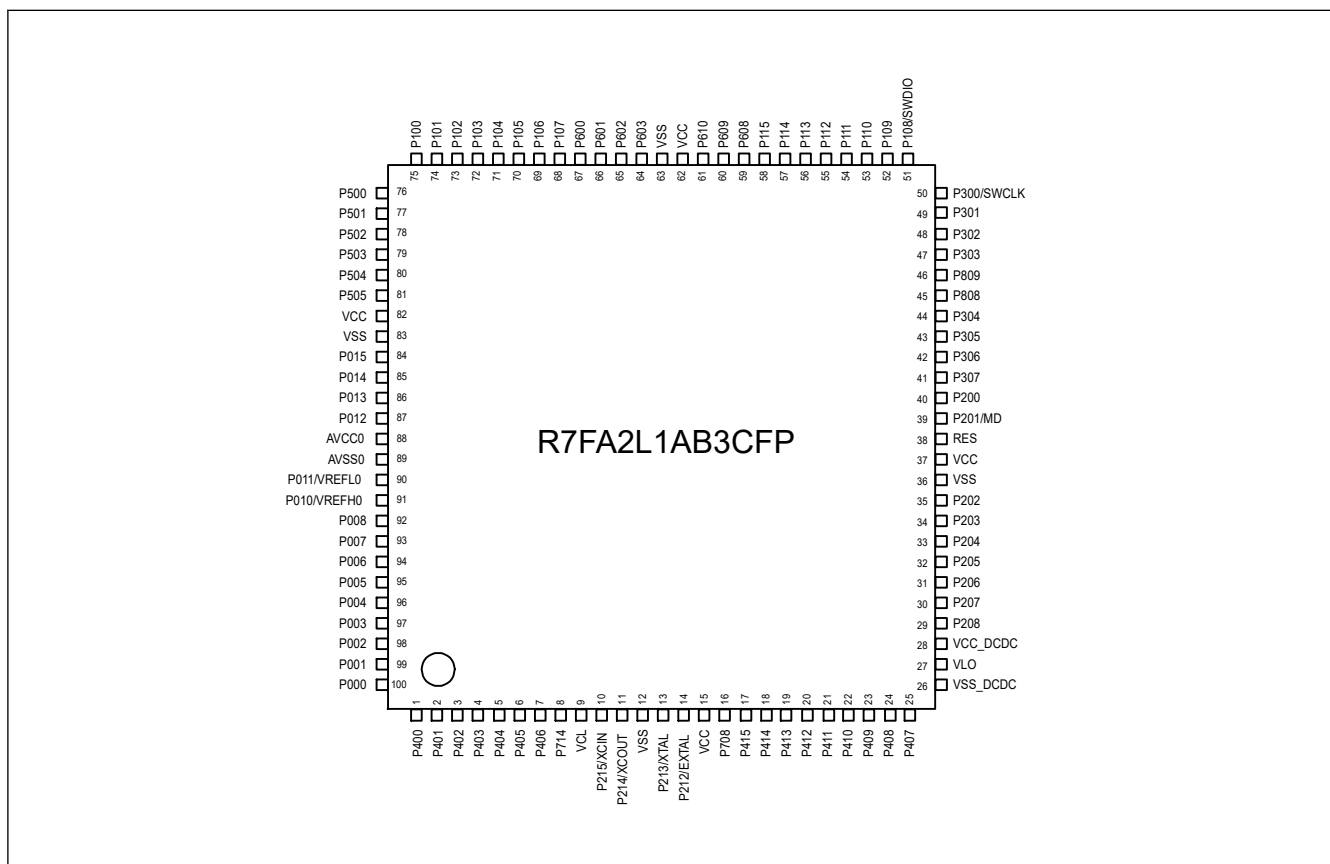 P100 P101 P102 P103 P104 P105 P106 P107 P600 P601 P602 P603 VSS VCC P610 P609 P608 P115 P114 P113 P112 P111 P110 P109 P108/SWDIO
75 74 73 72 71 70 69 68 67 66 65 64 63 62 61 60 59 58 57 56 55 54 53 52 51
P500 76 50 P300/SWCLK
P501 77 49 P301
P502 78 48 P302
P503 79 47 P303
P504 80 46 P809
P505 81 45 P808
VCC 82 44 P304
VSS 83 43 P305
P015 84 42 P306
P014 85 41 P307
P013 86 40 P200
P012 87 39 P201/MD
AVCC0 88 38 RES
R7FA2L1AB3CFP
AVSS0 89 37 VCC
P011/VREFL0 90 36 VSS
P010/VREFH0 91 35 P202
P008 92 34 P203
P007 93 33 P204
P006 94 32 P205
P005 95 31 P206
P004 96 30 P207
P003 97 29 P208
P002 98 28 VCC_DCDC
P001 99 27 VLO
P000 100 26 VSS_DCDC
1 2 3 4 5 6 7 8 9 10 11 12 13 14 15 16 17 18 19 20 21 22 23 24 25
P400 P401 P402 P403 P404 P405 P406 P714 VCL P215/XCIN P214/XCOUT VSS P213/XTAL P212/EXTAL VCC P708 P415 P414 P413 P412 P411 P410 P409 P408 P407